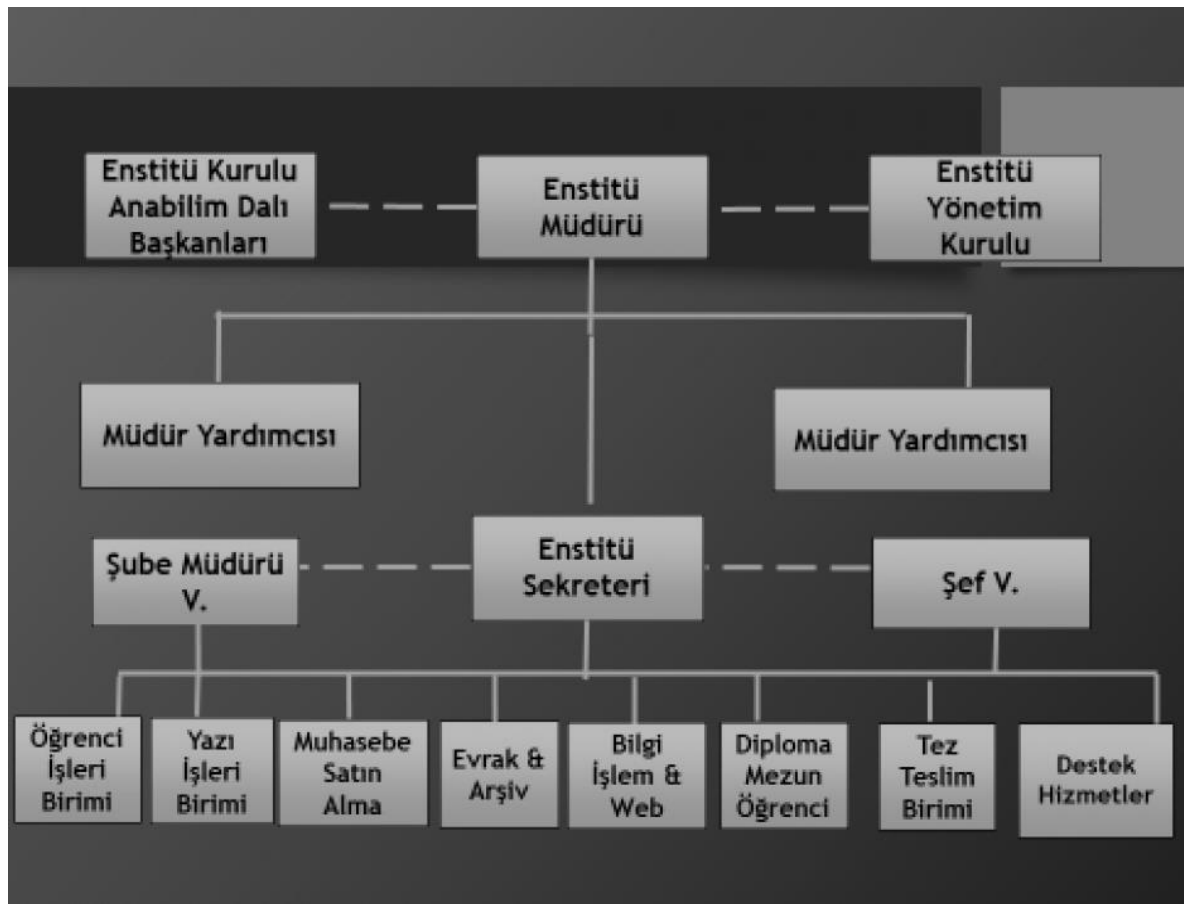 Enstitü Kurulu
Anabilim Dalı
Başkanları
Enstitü
Müdürü
Enstitü
Yönetim
Kurulu
Müdür Yardımcısı
Müdür Yardımcısı
Şube Müdürü
V.
Enstitü
Sekreteri
Şef V.
Öğrenci
İşleri
Birimi
Yazı
İşleri
Birimi
Muhasebe
Satın
Alma
Evrak &
Arşiv
Bilgi
İşlem &
Web
Diploma
Mezun
Öğrenci
Tez
Teslim
Birimi
Destek
Hizmetler